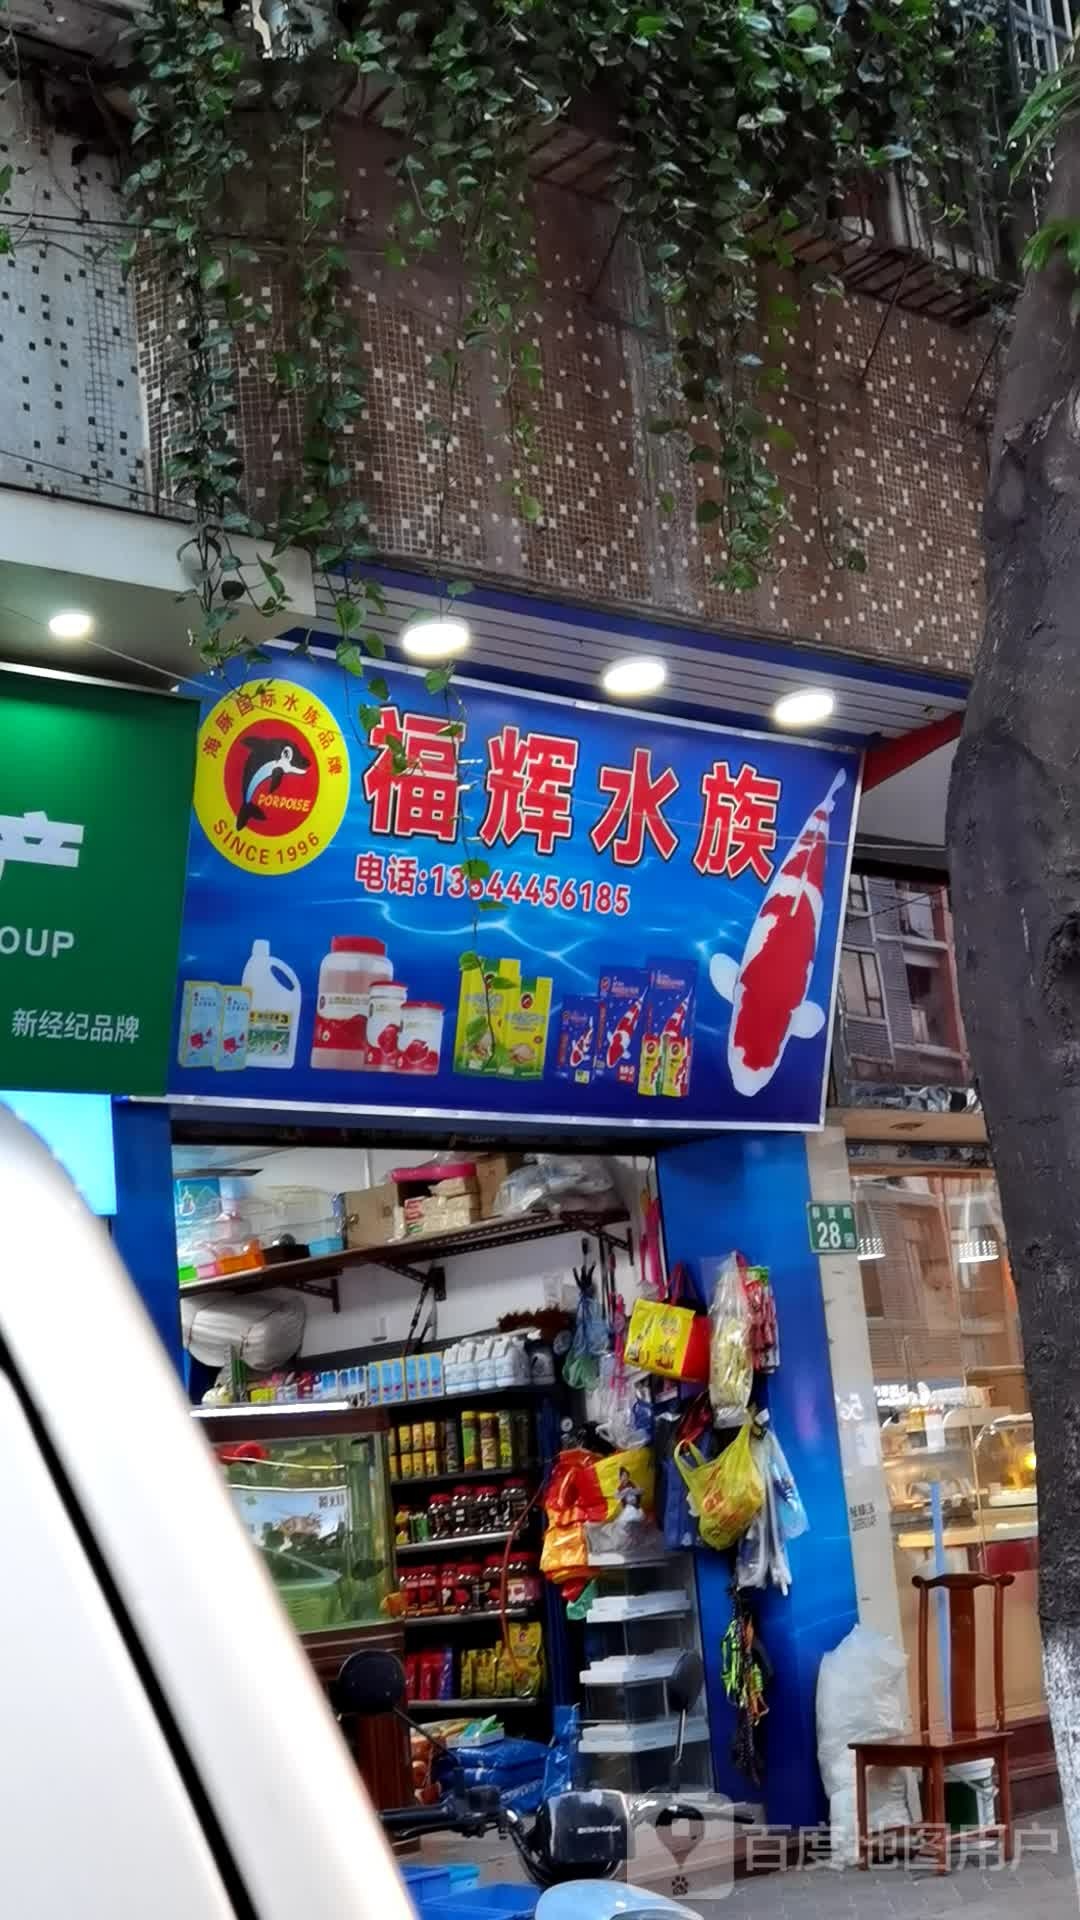 海豚国际水族品牌
PORPOISE
SINCE 1996
福辉水族
电话:13544456185
产
OUP
新经纪品牌
28
百度地图用户